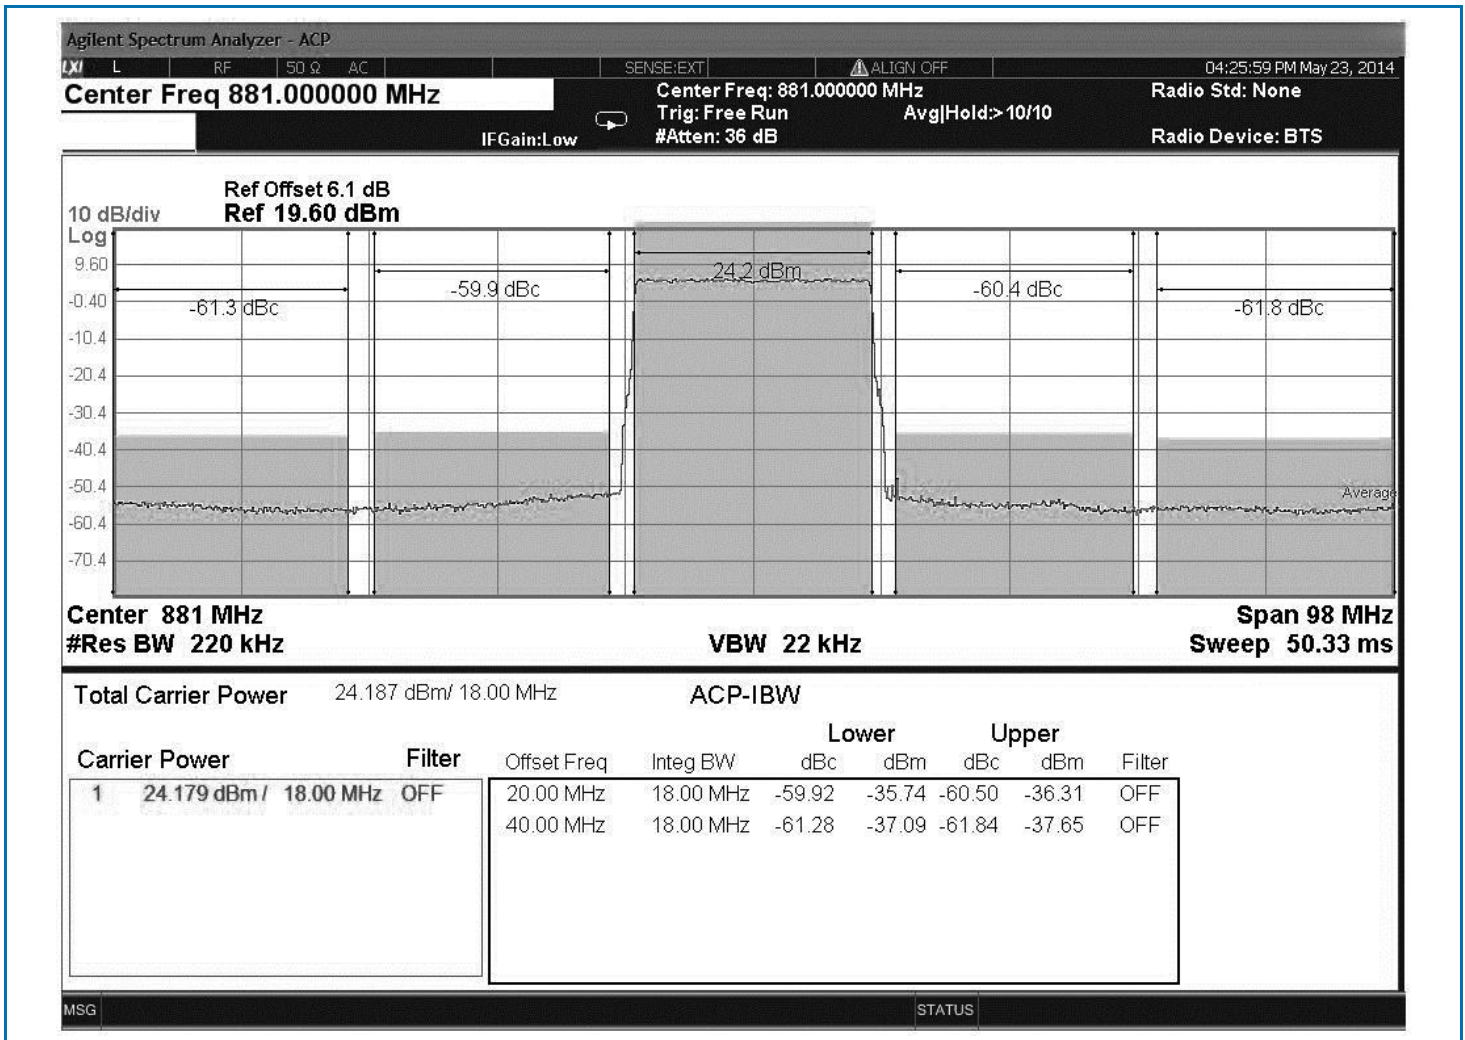 Agilent Spectrum Analyzer - ACP
LXI L RF 50 Ω AC SENSE:EXT ALIGN OFF 04:25:59 PM May 23, 2014
Center Freq 881.000000 MHz
Center Freq: 881.000000 MHz Radio Std: None
Trig: Free Run Avg|Hold:>10/10
IFGain:Low #Atten: 36 dB Radio Device: BTS
Ref Offset 6.1 dB
10 dB/div Ref 19.60 dBm
Log
9.60
-0.40
-10.4
-20.4
-30.4
-40.4
-50.4
-60.4
-70.4
-61.3 dBc
-59.9 dBc
24.2 dBm
-60.4 dBc
-61.8 dBc
Average
Center 881 MHz Span 98 MHz
#Res BW 220 kHz VBW 22 kHz Sweep 50.33 ms
Total Carrier Power 24.187 dBm/ 18.00 MHz ACP-IBW
Lower Upper
Carrier Power Filter Offset Freq Integ BW dBc dBm dBc dBm Filter
1 24.179 dBm / 18.00 MHz OFF 20.00 MHz 18.00 MHz -59.92 -35.74 -60.50 -36.31 OFF
40.00 MHz 18.00 MHz -61.28 -37.09 -61.84 -37.65 OFF
MSG STATUS